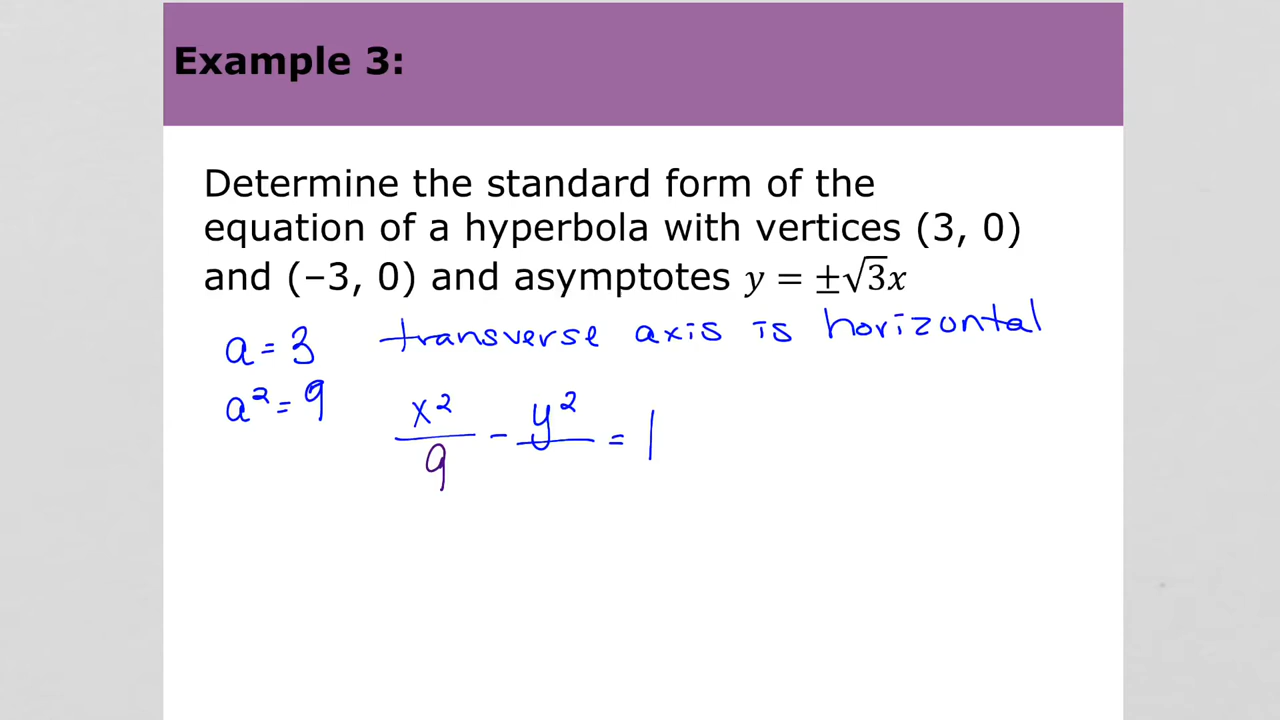 Example 3:
Determine the standard form of the
equation of a hyperbola with vertices (3, 0)
and (–3, 0) and asymptotes y = ±√3x
a = 3 transverse axis is horizontal
a² = 9
x²/9 - y²/ = 1